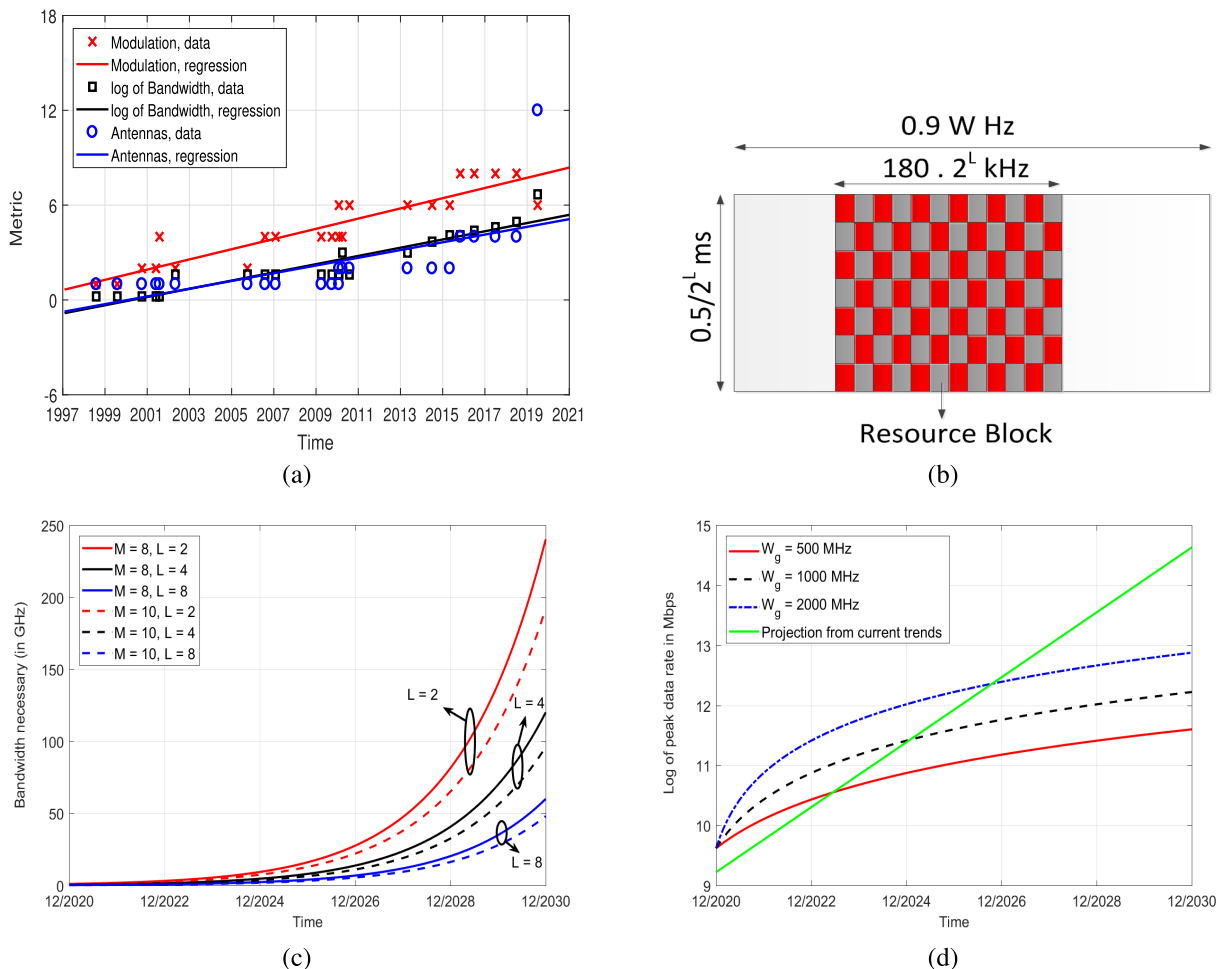 18
12
6
0
-6
Metric
Modulation, data
Modulation, regression
log of Bandwidth, data
log of Bandwidth, regression
Antennas, data
Antennas, regression
1997 1999 2001 2003 2005 2007 2009 2011 2013 2015 2017 2019 2021
Time
(a)
0.9 W Hz
180 . 2^L kHz
0.5/2^L ms
Resource Block
(b)
250
200
150
100
50
0
Bandwidth necessary (in GHz)
M = 8, L = 2
M = 8, L = 4
M = 8, L = 8
M = 10, L = 2
M = 10, L = 4
M = 10, L = 8
L = 2
L = 4
L = 8
12/2020 12/2022 12/2024 12/2026 12/2028 12/2030
Time
(c)
15
14
13
12
11
10
9
Log of peak data rate in Mbps
W_g = 500 MHz
W_g = 1000 MHz
W_g = 2000 MHz
Projection from current trends
12/2020 12/2022 12/2024 12/2026 12/2028 12/2030
Time
(d)